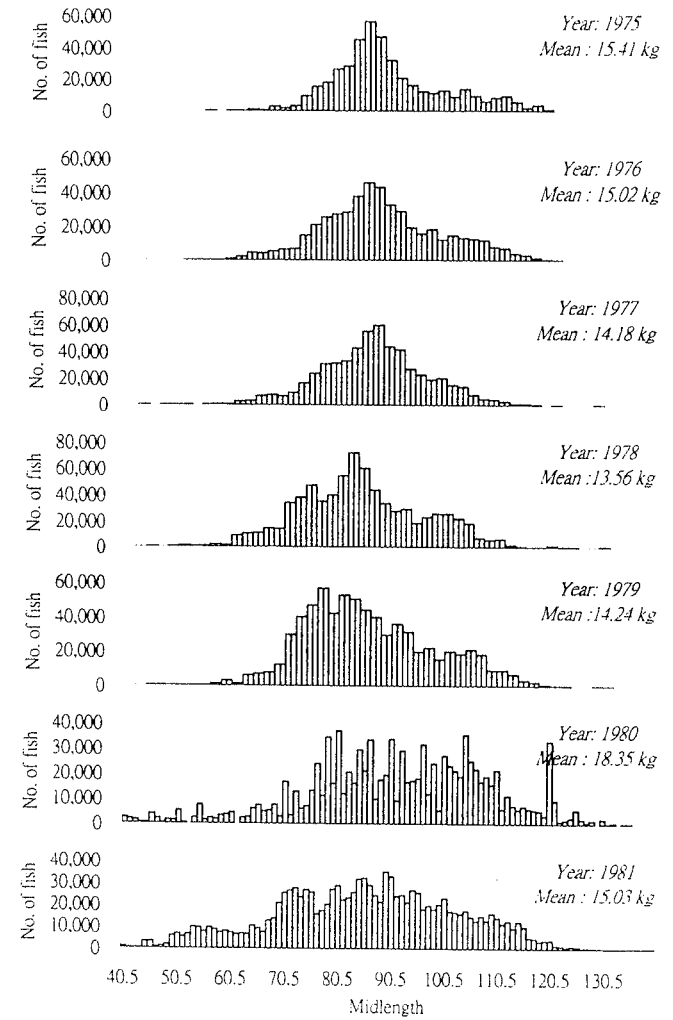 60,000
40,000
20,000
0
No. of fish
Year: 1975
Mean : 15.41 kg
60,000
40,000
20,000
0
No. of fish
Year: 1976
Mean : 15.02 kg
80,000
60,000
40,000
20,000
0
No. of fish
Year: 1977
Mean : 14.18 kg
80,000
60,000
40,000
20,000
0
No. of fish
Year: 1978
Mean :13.56 kg
60,000
40,000
20,000
0
No. of fish
Year: 1979
Mean :14.24 kg
40,000
30,000
20,000
10,000
0
No. of fish
Year: 1980
Mean : 18.35 kg
40,000
30,000
20,000
10,000
0
No. of fish
Year: 1981
Mean : 15.03 kg
40.5 50.5 60.5 70.5 80.5 90.5 100.5 110.5 120.5 130.5
Midlength